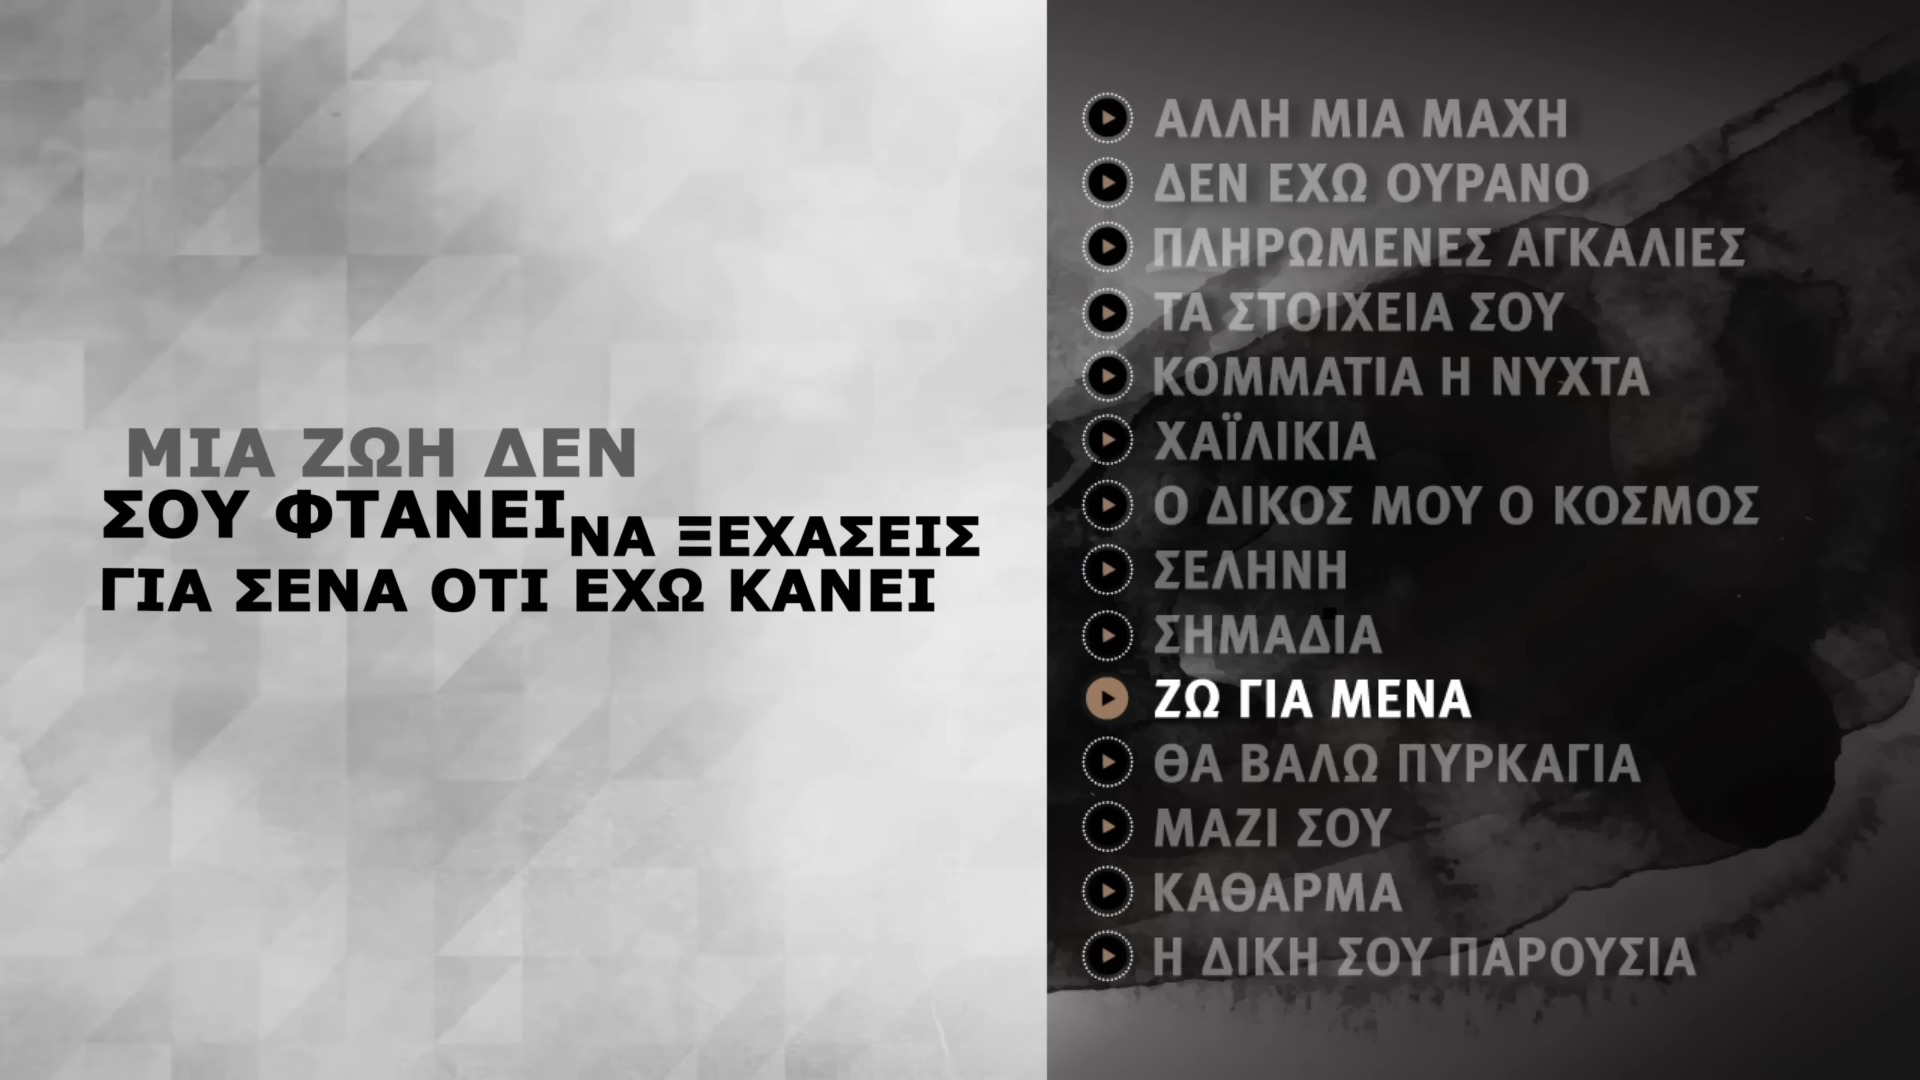 ΜΙΑ ΖΩΗ ΔΕΝ
ΣΟΥ ΦΤΑΝΕΙ ΝΑ ΞΕΧΑΣΕΙΣ
ΓΙΑ ΣΕΝΑ ΟΤΙ ΕΧΩ ΚΑΝΕΙ
ΑΛΛΗ ΜΙΑ ΜΑΧΗ
ΔΕΝ ΕΧΩ ΟΥΡΑΝΟ
ΠΛΗΡΩΜΕΝΕΣ ΑΓΚΑΛΙΕΣ
ΤΑ ΣΤΟΙΧΕΙΑ ΣΟΥ
ΚΟΜΜΑΤΙΑ Η ΝΥΧΤΑ
ΧΑΪΛΙΚΙΑ
Ο ΔΙΚΟΣ ΜΟΥ Ο ΚΟΣΜΟΣ
ΣΕΛΗΝΗ
ΣΗΜΑΔΙΑ
ΖΩ ΓΙΑ ΜΕΝΑ
ΘΑ ΒΑΛΩ ΠΥΡΚΑΓΙΑ
ΜΑΖΙ ΣΟΥ
ΚΑΘΑΡΜΑ
Η ΔΙΚΗ ΣΟΥ ΠΑΡΟΥΣΙΑ